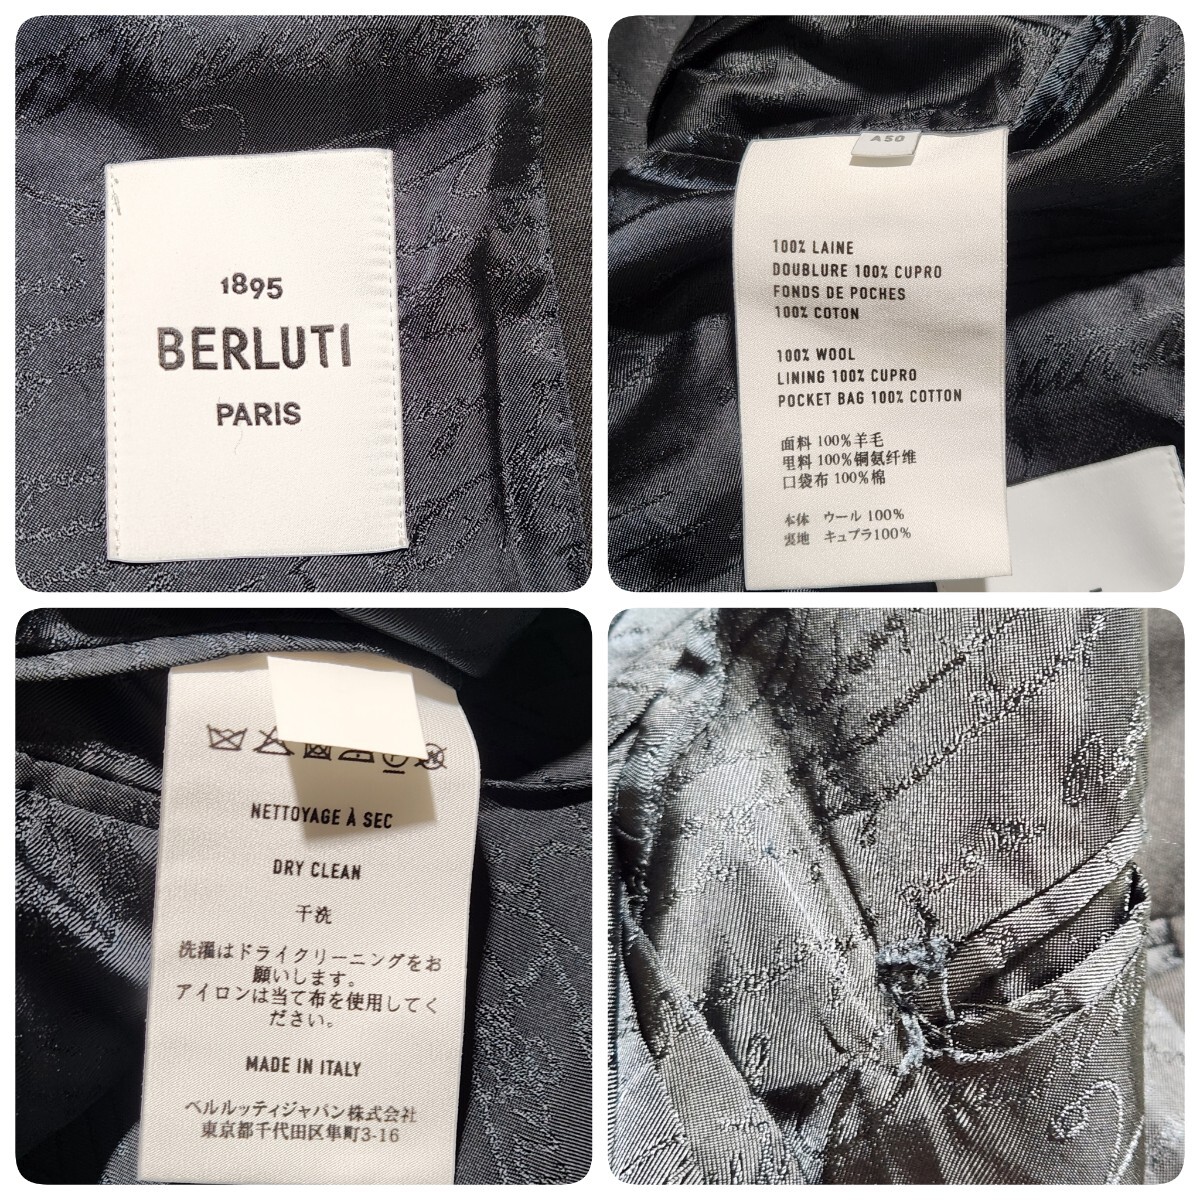 1895
BERLUTI
PARIS
A50
100% LAINE
DOUBLURE 100% CUPRO
FONDS DE POCHES
100% COTON
100% WOOL
LINING 100% CUPRO
POCKET BAG 100% COTTON
面料 100%羊毛
里料 100%铜氨纤维
口袋布 100%棉
本体 ウール 100%
裏地 キュプラ100%
NETTOYAGE À SEC
DRY CLEAN
干洗
洗濯はドライクリーニングをお
願いします。
アイロンは当て布を使用してく
ださい。
MADE IN ITALY
ベルルッティジャパン株式会社
東京都千代田区隼町3-16